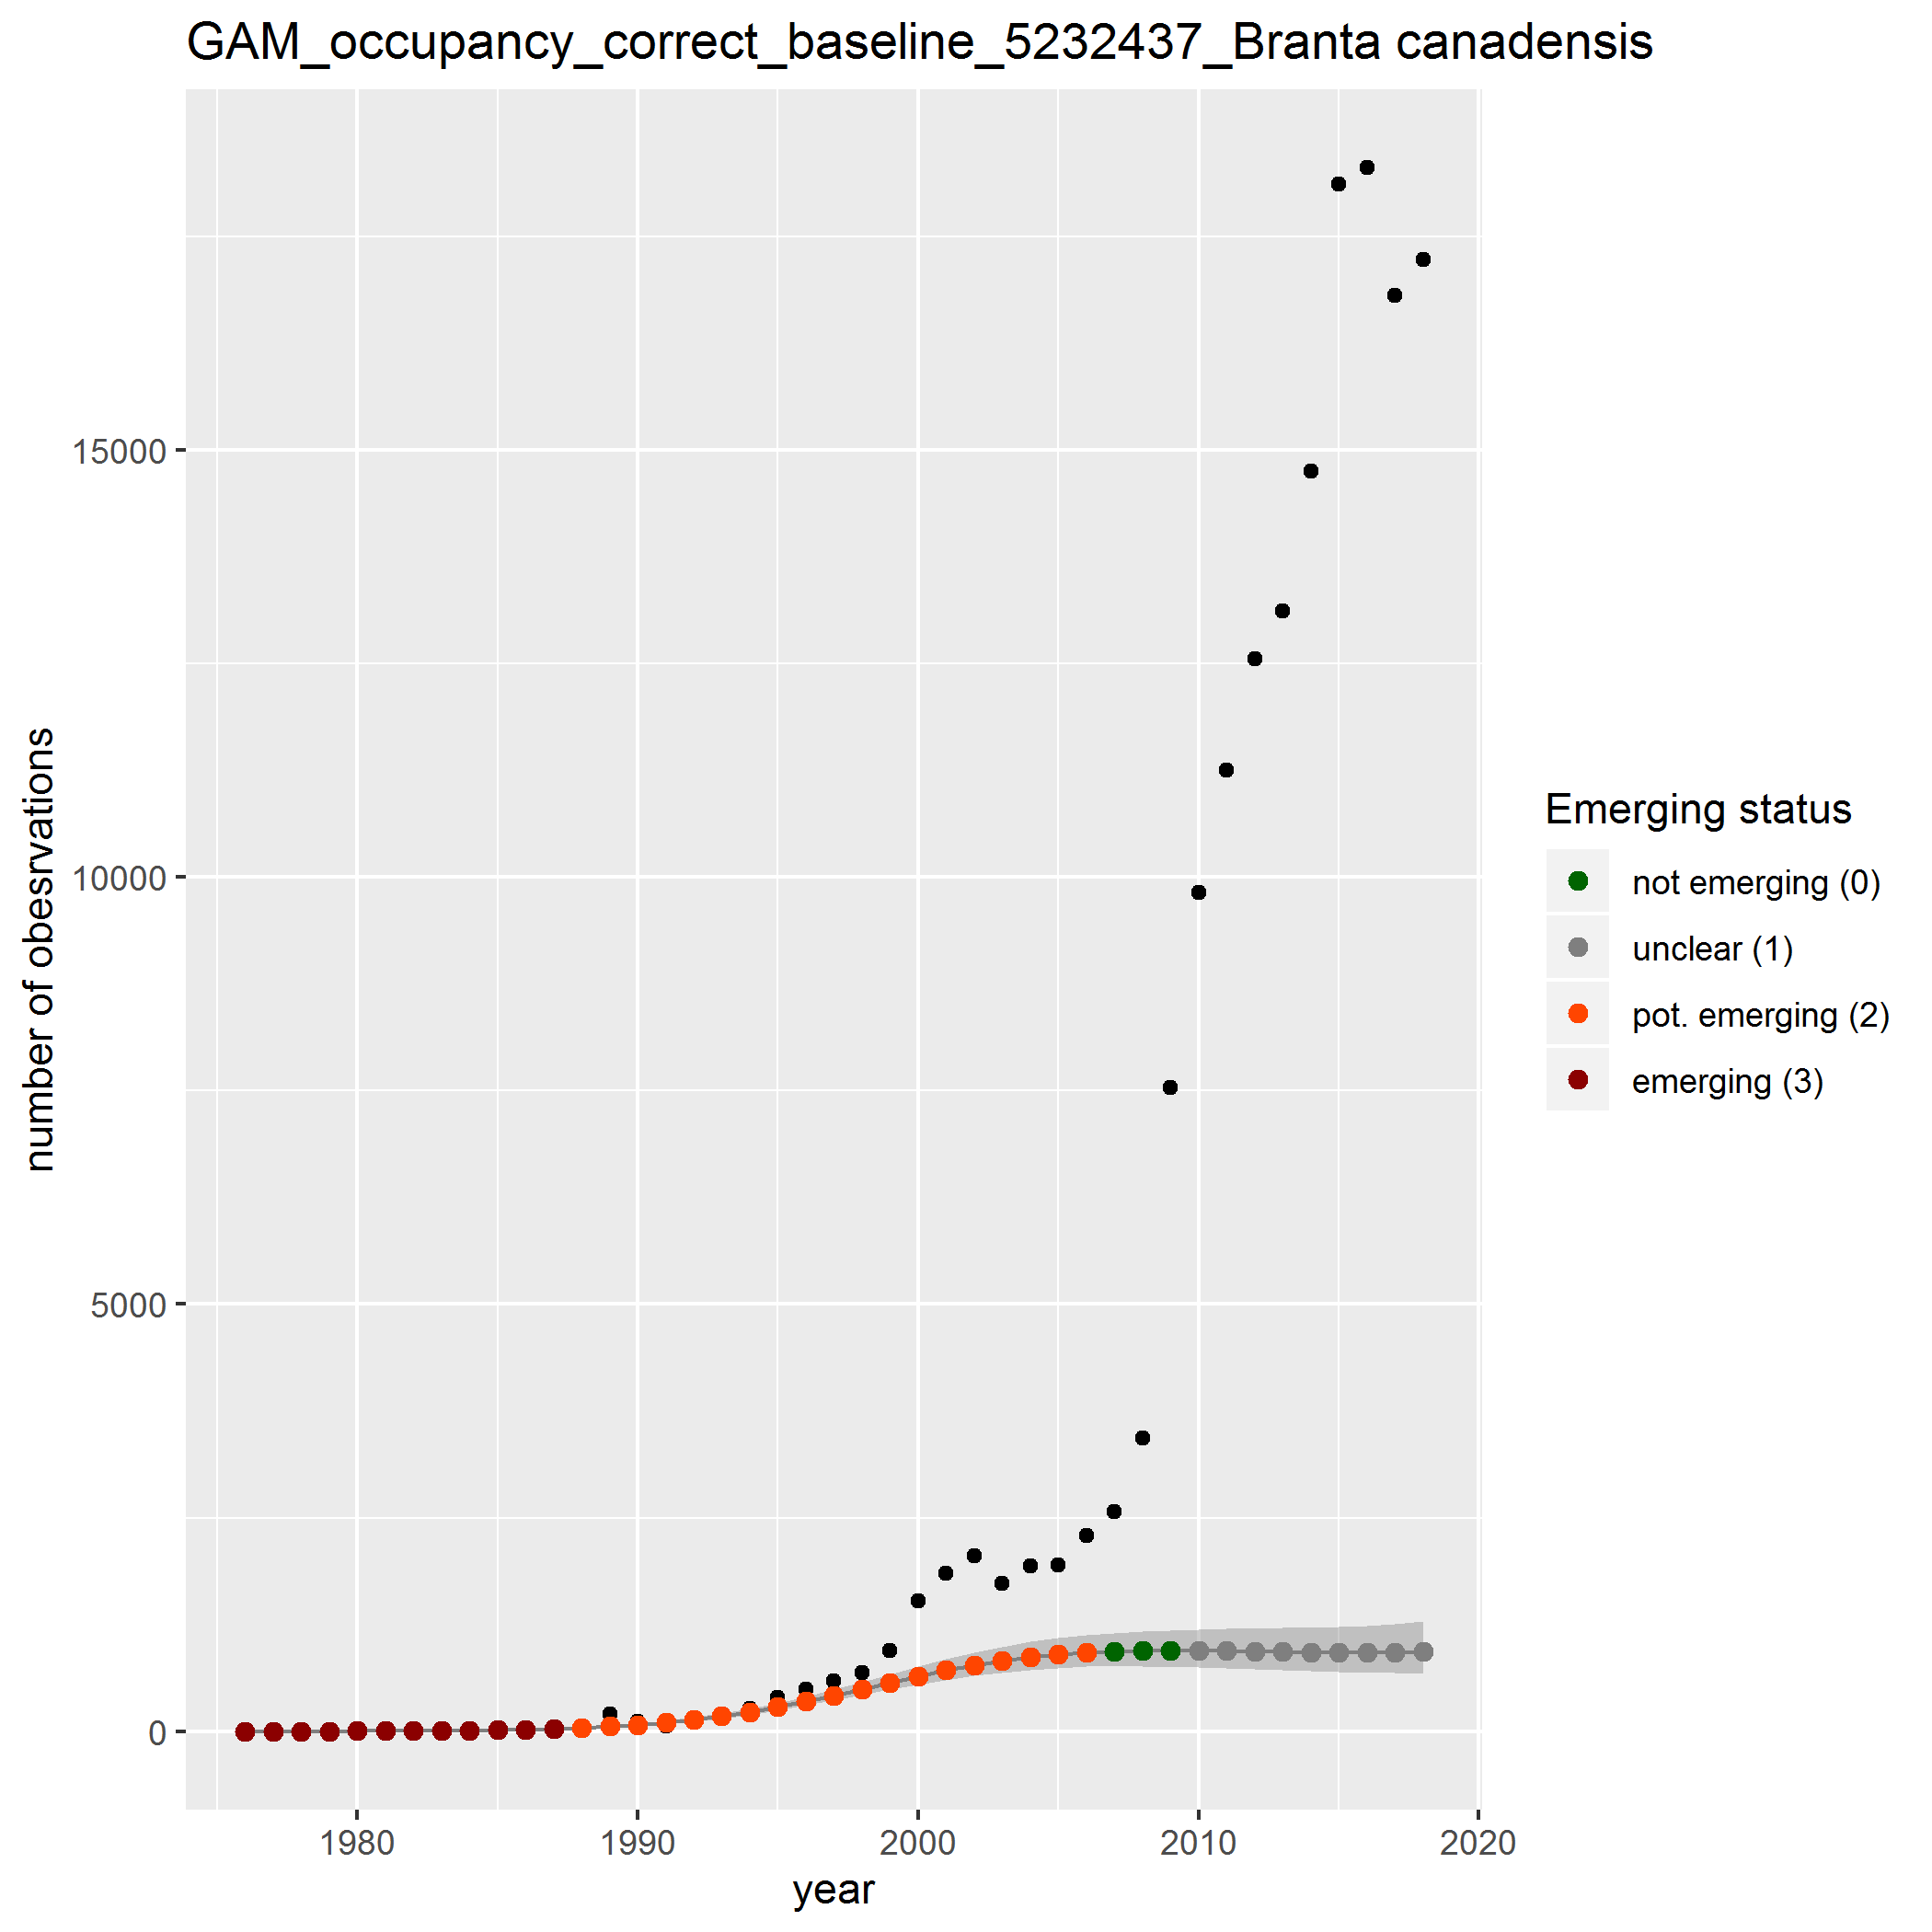 GAM_occupancy_correct_baseline_5232437_Branta canadensis
number of obesrvations
15000
10000
5000
0
1980
1990
2000
2010
2020
year
Emerging status
not emerging (0)
unclear (1)
pot. emerging (2)
emerging (3)